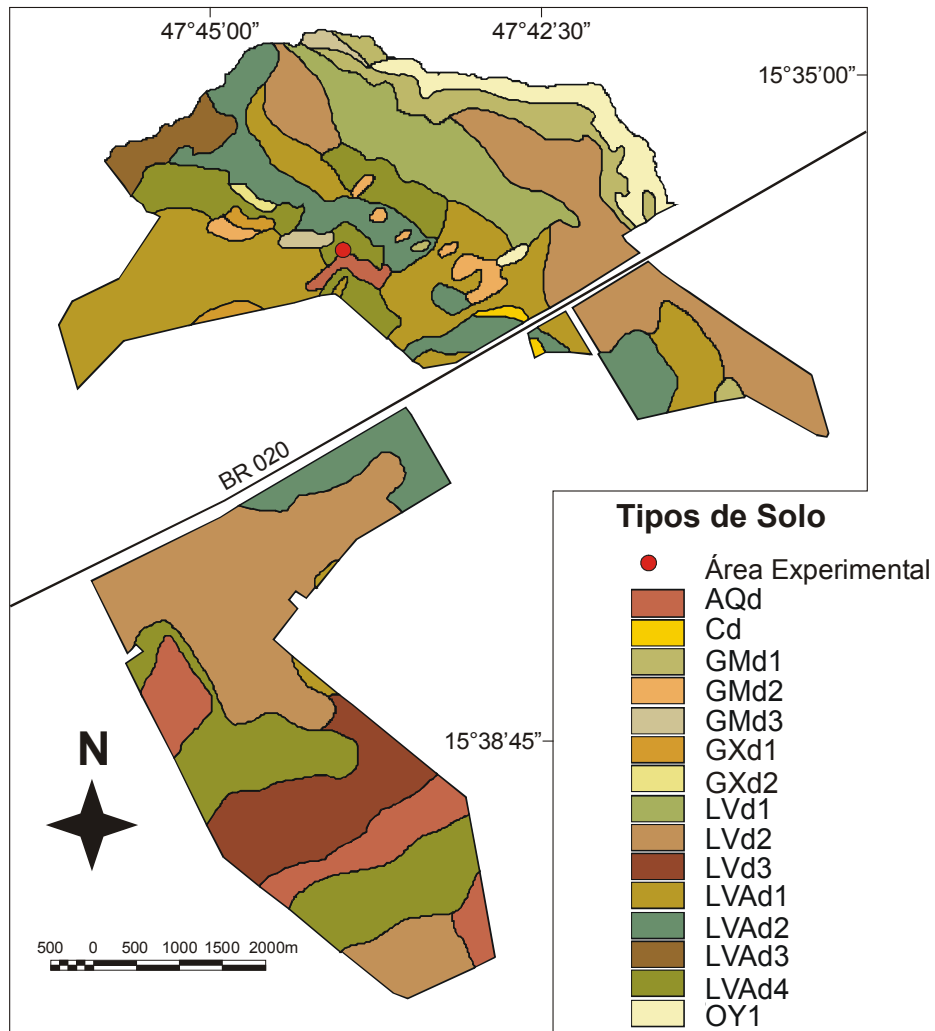 47°45'00” 47°42'30”
15°35'00”
BR 020
Tipos de Solo
Área Experimental
AQd
Cd
GMd1
GMd2
GMd3
GXd1
GXd2
LVd1
LVd2
LVd3
LVAd1
LVAd2
LVAd3
LVAd4
OY1
15°38’45”
N
500 0 500 1000 1500 2000m